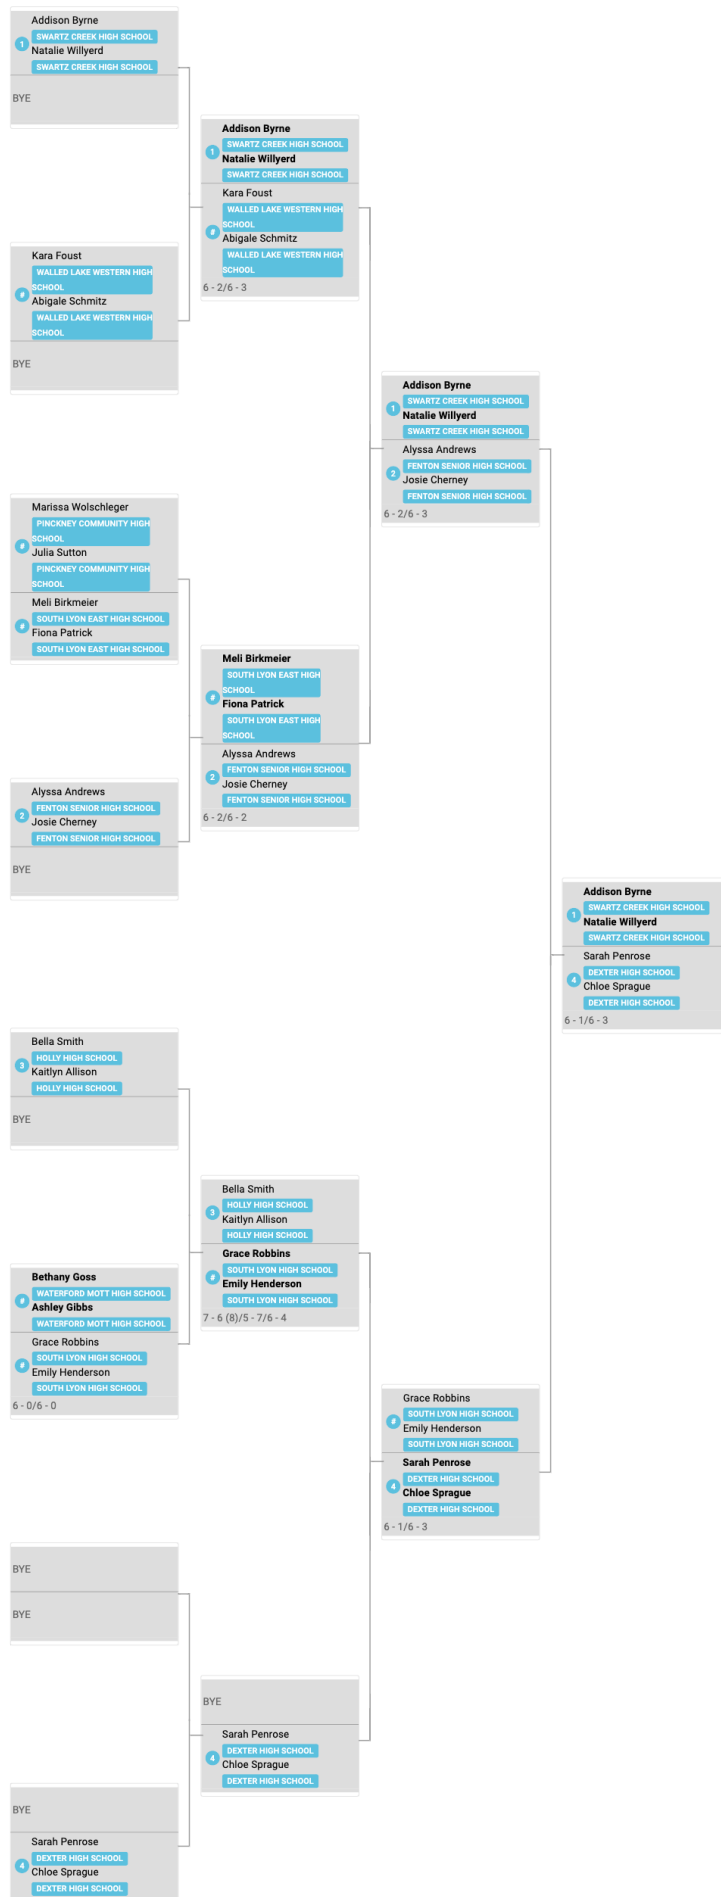 Addison Byrne
1
SWARTZ CREEK HIGH SCHOOL
Natalie Willyerd
SWARTZ CREEK HIGH SCHOOL
BYE
Kara Foust
WALLED LAKE WESTERN HIGH
SCHOOL
#
Abigale Schmitz
WALLED LAKE WESTERN HIGH
SCHOOL
BYE
Marissa Wolschleger
PINCKNEY COMMUNITY HIGH
SCHOOL
#
Julia Sutton
PINCKNEY COMMUNITY HIGH
SCHOOL
Meli Birkmeier
SOUTH LYON EAST HIGH SCHOOL
#
Fiona Patrick
SOUTH LYON EAST HIGH SCHOOL
Alyssa Andrews
FENTON SENIOR HIGH SCHOOL
2
Josie Cherney
FENTON SENIOR HIGH SCHOOL
BYE
Bella Smith
HOLLY HIGH SCHOOL
3
Kaitlyn Allison
HOLLY HIGH SCHOOL
BYE
Bethany Goss
WATERFORD MOTT HIGH SCHOOL
#
Ashley Gibbs
WATERFORD MOTT HIGH SCHOOL
Grace Robbins
SOUTH LYON HIGH SCHOOL
#
Emily Henderson
SOUTH LYON HIGH SCHOOL
6 - 0/6 - 0
BYE
BYE
BYE
Sarah Penrose
DEXTER HIGH SCHOOL
4
Chloe Sprague
DEXTER HIGH SCHOOL
Addison Byrne
SWARTZ CREEK HIGH SCHOOL
1
Natalie Willyerd
SWARTZ CREEK HIGH SCHOOL
Kara Foust
WALLED LAKE WESTERN HIGH
SCHOOL
#
Abigale Schmitz
WALLED LAKE WESTERN HIGH
SCHOOL
6 - 2/6 - 3
Meli Birkmeier
SOUTH LYON EAST HIGH
SCHOOL
#
Fiona Patrick
SOUTH LYON EAST HIGH
SCHOOL
Alyssa Andrews
FENTON SENIOR HIGH SCHOOL
2
Josie Cherney
FENTON SENIOR HIGH SCHOOL
6 - 2/6 - 2
Bella Smith
HOLLY HIGH SCHOOL
3
Kaitlyn Allison
HOLLY HIGH SCHOOL
Grace Robbins
SOUTH LYON HIGH SCHOOL
#
Emily Henderson
SOUTH LYON HIGH SCHOOL
7 - 6 (8)/5 - 7/6 - 4
BYE
Sarah Penrose
DEXTER HIGH SCHOOL
4
Chloe Sprague
DEXTER HIGH SCHOOL
Addison Byrne
SWARTZ CREEK HIGH SCHOOL
1
Natalie Willyerd
SWARTZ CREEK HIGH SCHOOL
Alyssa Andrews
FENTON SENIOR HIGH SCHOOL
2
Josie Cherney
FENTON SENIOR HIGH SCHOOL
6 - 2/6 - 3
Grace Robbins
SOUTH LYON HIGH SCHOOL
#
Emily Henderson
SOUTH LYON HIGH SCHOOL
Sarah Penrose
DEXTER HIGH SCHOOL
4
Chloe Sprague
DEXTER HIGH SCHOOL
6 - 1/6 - 3
Addison Byrne
SWARTZ CREEK HIGH SCHOOL
1
Natalie Willyerd
SWARTZ CREEK HIGH SCHOOL
Sarah Penrose
DEXTER HIGH SCHOOL
4
Chloe Sprague
DEXTER HIGH SCHOOL
6 - 1/6 - 3